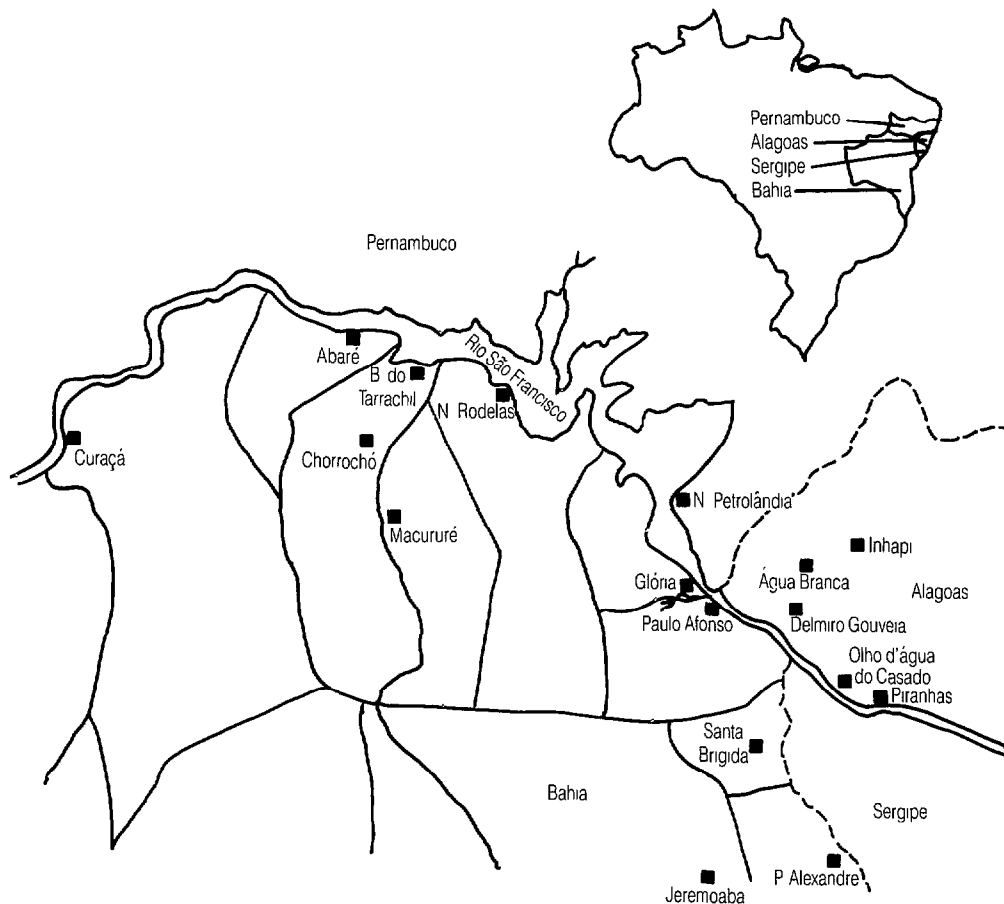 Pernambuco
Alagoas
Sergipe
Bahia
Pernambuco
Rio São Francisco
Abaré
B do
Tarrachil
N Rodelas
Curaçá
Chorrochó
Macururé
N Petrolândia
Inhapi
Água Branca
Glória
Alagoas
Paulo Afonso
Delmiro Gouveia
Olho d'água
do Casado
Piranhas
Santa
Brigida
Bahia
Sergipe
P Alexandre
Jeremoaba